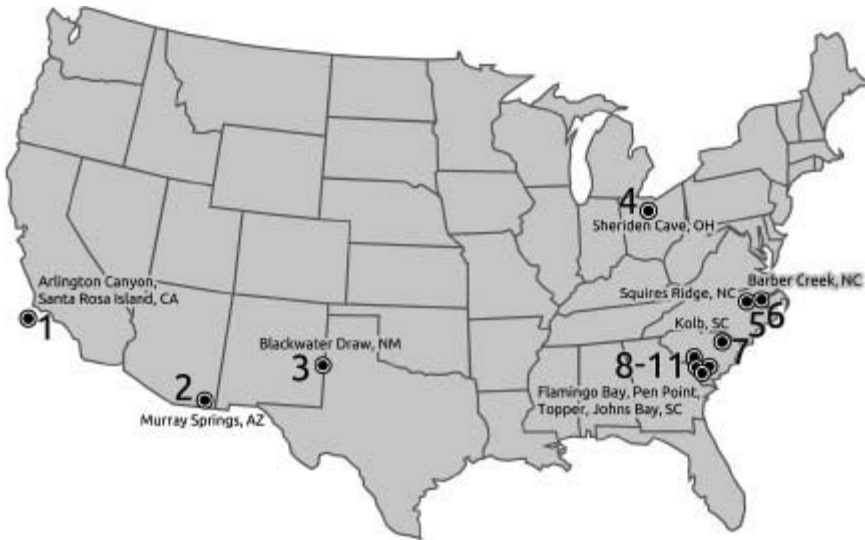 4
Sheriden Cave, OH
Arlington Canyon,
Santa Rosa Island, CA
1
Barber Creek, NC
Squires Ridge, NC
5
6
Kolb, SC
7
Blackwater Draw, NM
3
8-11
2
Murray Springs, AZ
Flamingo Bay, Pen Point,
Topper, Johns Bay, SC